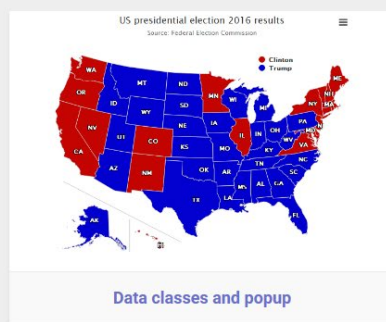 US presidential election 2016 results
Source: Federal Election Commission
Clinton
Trump
WA
ME
MT
ND
OR
MN
ID
SD
WI
NY
MA
WY
MI
IA
PA
NE
NV
IL
IN
OH
UT
CO
WV
VA
CA
KS
MO
KY
NC
TN
AZ
OK
AR
SC
NM
MS
AL
GA
TX
LA
AK
FL
Data classes and popup